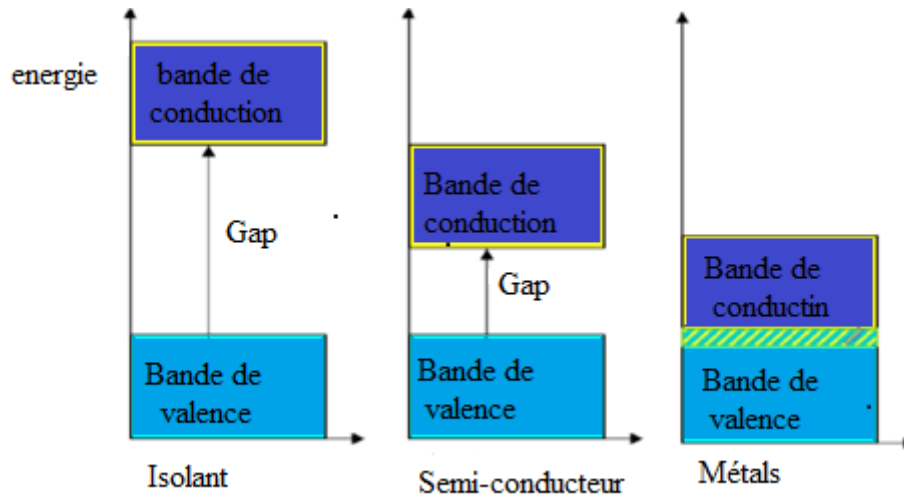 energie
bande de
conduction
Gap
Bande de
valence
Isolant
Bande de
conduction
Gap
Bande de
valence
Semi-conducteur
Bande de
conductin
Bande de
valence
Métals